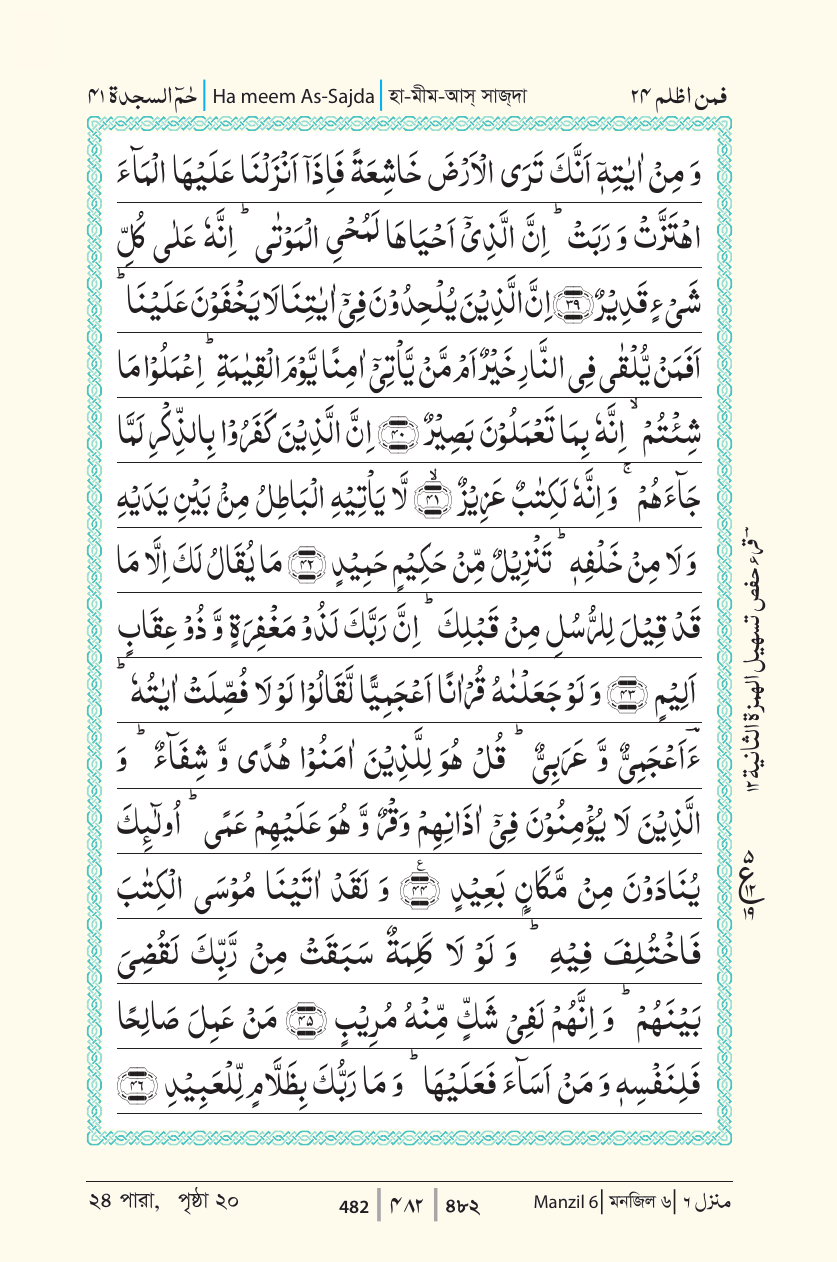 حٰمٓ السجدة ۴۱ | Ha meem As-Sajda | হা-মীম-আস্ সাজ্দা
فمن اظلم ۲۴
وَ مِنْ اٰیٰتِهٖۤ اَنَّكَ تَرَی الْاَرْضَ خَاشِعَةً فَاِذَاۤ اَنْزَلْنَا عَلَیْهَا الْمَآءَ
اهْتَزَّتْ وَ رَبَتْ ؕ اِنَّ الَّذِیْۤ اَحْیَاهَا لَمُحْیِ الْمَوْتٰی ؕ اِنَّهٗ عَلٰی كُلِّ
شَیْءٍ قَدِیْرٌ ﴿۳۹﴾ اِنَّ الَّذِیْنَ یُلْحِدُوْنَ فِیْۤ اٰیٰتِنَا لَا یَخْفَوْنَ عَلَیْنَا ؕ
اَفَمَنْ یُّلْقٰی فِی النَّارِ خَیْرٌ اَمْ مَّنْ یَّاْتِیْۤ اٰمِنًا یَّوْمَ الْقِیٰمَةِ ؕ اِعْمَلُوْا مَا
شِئْتُمْ ۙ اِنَّهٗ بِمَا تَعْمَلُوْنَ بَصِیْرٌ ﴿۴۰﴾ اِنَّ الَّذِیْنَ كَفَرُوْا بِالذِّكْرِ لَمَّا
جَآءَهُمْ ۚ وَ اِنَّهٗ لَكِتٰبٌ عَزِیْزٌ ﴿ۙ۴۱﴾ لَّا یَاْتِیْهِ الْبَاطِلُ مِنْۢ بَیْنِ یَدَیْهِ
وَ لَا مِنْ خَلْفِهٖ ؕ تَنْزِیْلٌ مِّنْ حَكِیْمٍ حَمِیْدٍ ﴿۴۲﴾ مَا یُقَالُ لَكَ اِلَّا مَا
قَدْ قِیْلَ لِلرُّسُلِ مِنْ قَبْلِكَ ؕ اِنَّ رَبَّكَ لَذُوْ مَغْفِرَةٍ وَّ ذُوْ عِقَابٍ
اَلِیْمٍ ﴿۴۳﴾ وَ لَوْ جَعَلْنٰهُ قُرْاٰنًا اَعْجَمِیًّا لَّقَالُوْا لَوْ لَا فُصِّلَتْ اٰیٰتُهٗ ؕ
ءَؔاَعْجَمِیٌّ وَّ عَرَبِیٌّ ؕ قُلْ هُوَ لِلَّذِیْنَ اٰمَنُوْا هُدًی وَّ شِفَآءٌ ؕ وَ
الَّذِیْنَ لَا یُؤْمِنُوْنَ فِیْۤ اٰذَانِهِمْ وَقْرٌ وَّ هُوَ عَلَیْهِمْ عَمًی ؕ اُولٰٓىِٕكَ
یُنَادَوْنَ مِنْ مَّكَانٍۭ بَعِیْدٍ ﴿۴۴﴾ وَ لَقَدْ اٰتَیْنَا مُوْسَی الْكِتٰبَ
فَاخْتُلِفَ فِیْهِ ؕ وَ لَوْ لَا كَلِمَةٌ سَبَقَتْ مِنْ رَّبِّكَ لَقُضِیَ
بَیْنَهُمْ ؕ وَ اِنَّهُمْ لَفِیْ شَكٍّ مِّنْهُ مُرِیْبٍ ﴿۴۵﴾ مَنْ عَمِلَ صَالِحًا
فَلِنَفْسِهٖ وَ مَنْ اَسَآءَ فَعَلَیْهَا ؕ وَ مَا رَبُّكَ بِظَلَّامٍ لِّلْعَبِیْدِ ﴿۴۶﴾
قرء حفص تسهیل الهمزة الثانیة ۱۲
۵
ع ۱۲
۱۹
২৪ পারা, পৃষ্ঠা ২০
482 | ۴۸۲ | ৪৮২
Manzil 6 | মনজিল ৬ | منزل ۶